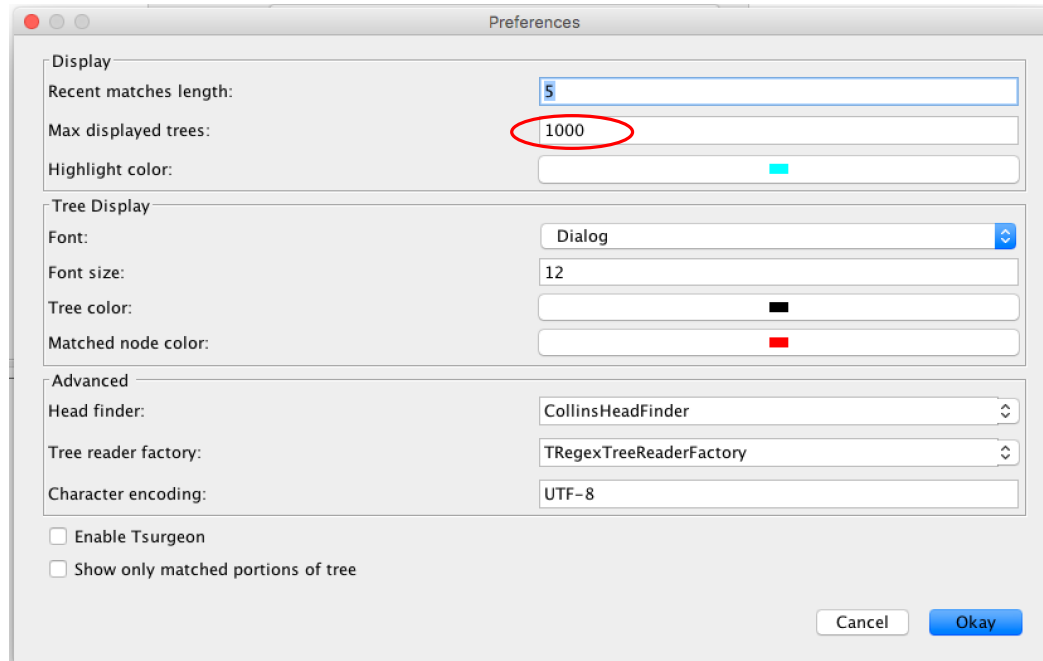 Preferences
Display
Recent matches length: 5
Max displayed trees: 1000
Highlight color:
Tree Display
Font: Dialog
Font size: 12
Tree color:
Matched node color:
Advanced
Head finder: CollinsHeadFinder
Tree reader factory: TRegexTreeReaderFactory
Character encoding: UTF-8
Enable Tsurgeon
Show only matched portions of tree
Cancel Okay